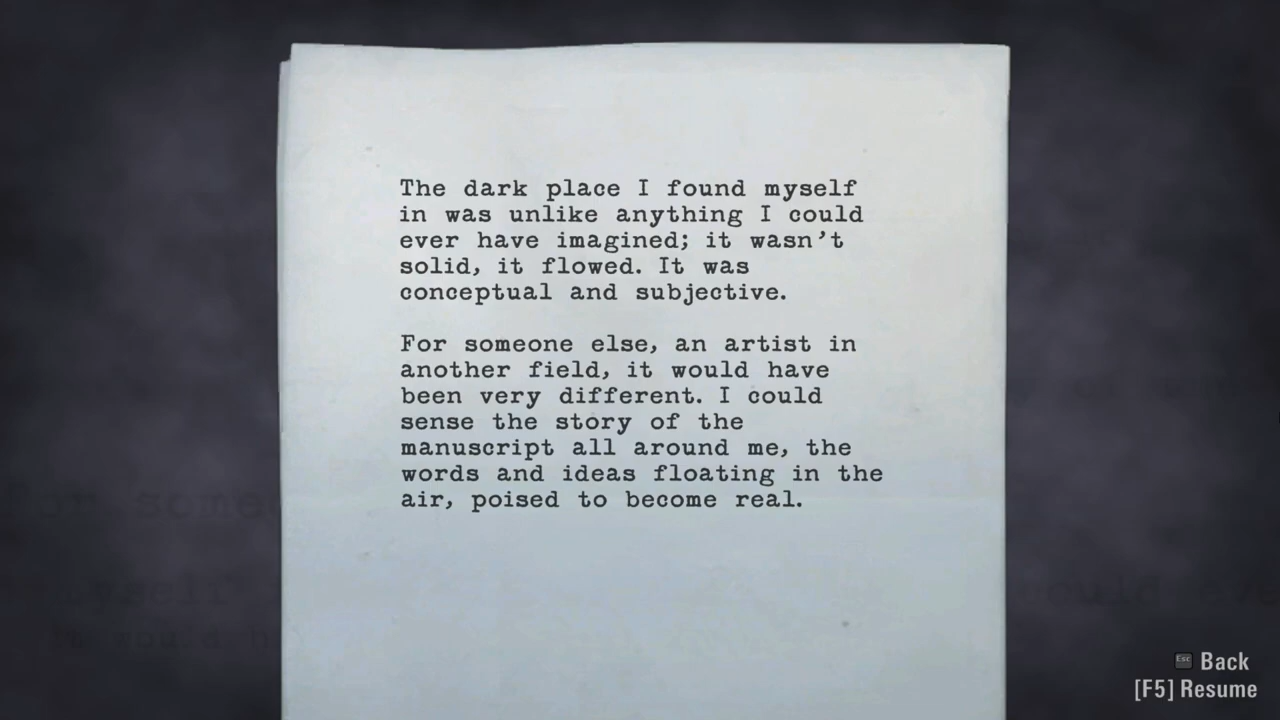 The dark place I found myself
in was unlike anything I could
ever have imagined; it wasn't
solid, it flowed. It was
conceptual and subjective.
For someone else, an artist in
another field, it would have
been very different. I could
sense the story of the
manuscript all around me, the
words and ideas floating in the
air, poised to become real.
Esc Back
[F5] Resume